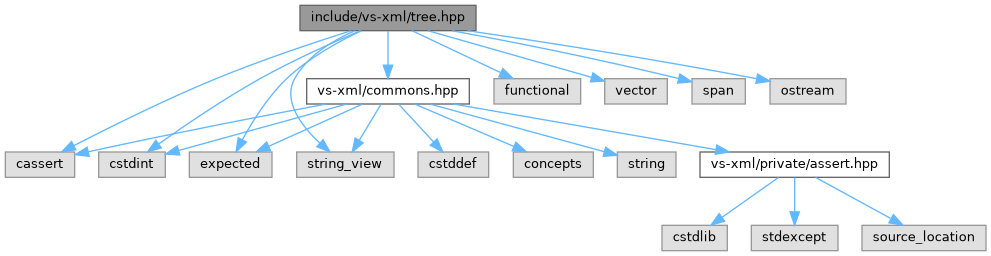 include/vs-xml/tree.hpp
vs-xml/commons.hpp
functional
vector
span
ostream
cassert
cstdint
expected
string_view
cstddef
concepts
string
vs-xml/private/assert.hpp
cstdlib
stdexcept
source_location